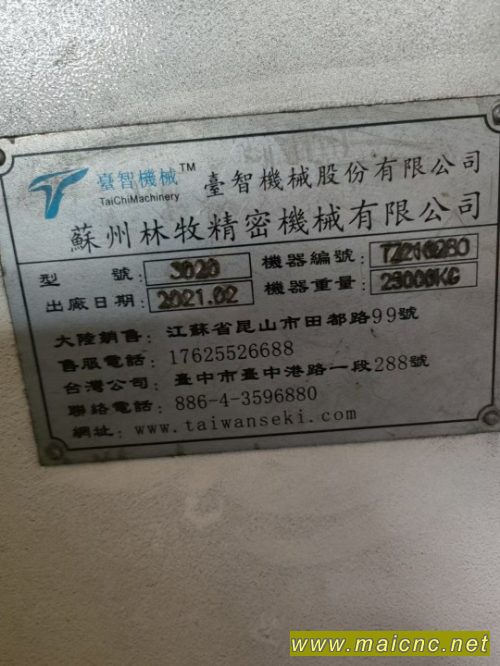 臺智機械™
TaiChiMachinery
臺智機械股份有限公司
蘇州林牧精密機械有限公司
型 號: 3020 機器編號: TZ210280
出廠日期: 2021.02 機器重量: 23000KG
大陸銷售: 江蘇省昆山市田都路99號
售服電話: 17625526688
台灣公司: 臺中市臺中港路一段288號
聯絡電話: 886-4-3596880
網址: www.taiwanseki.com
www.maicnc.net